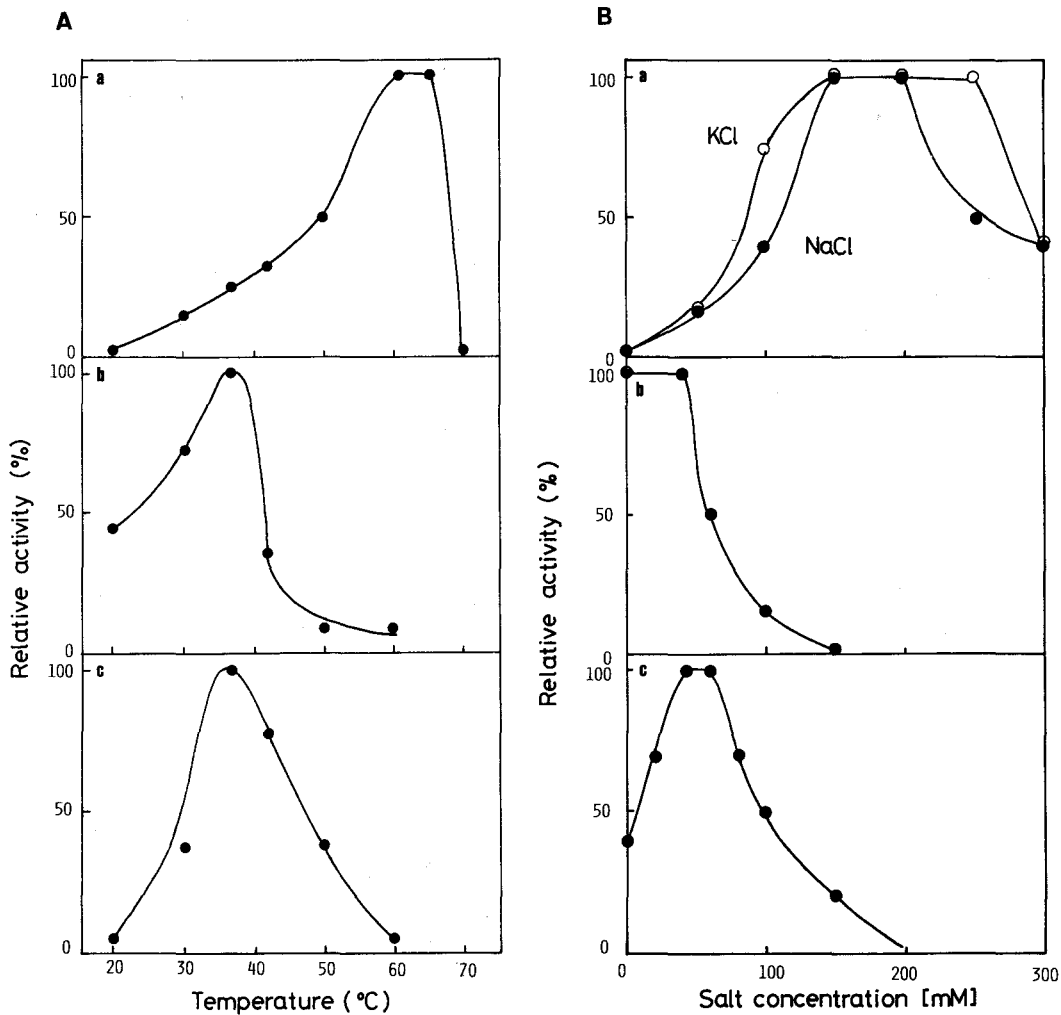 A
B
a
100
50
0
b
100
50
0
c
100
50
0
20 30 40 50 60 70
Temperature (°C)
Relative activity (%)
a
100
50
0
KCl
NaCl
b
100
50
0
c
100
50
0
0 100 200 300
Salt concentration [mM]
Relative activity (%)